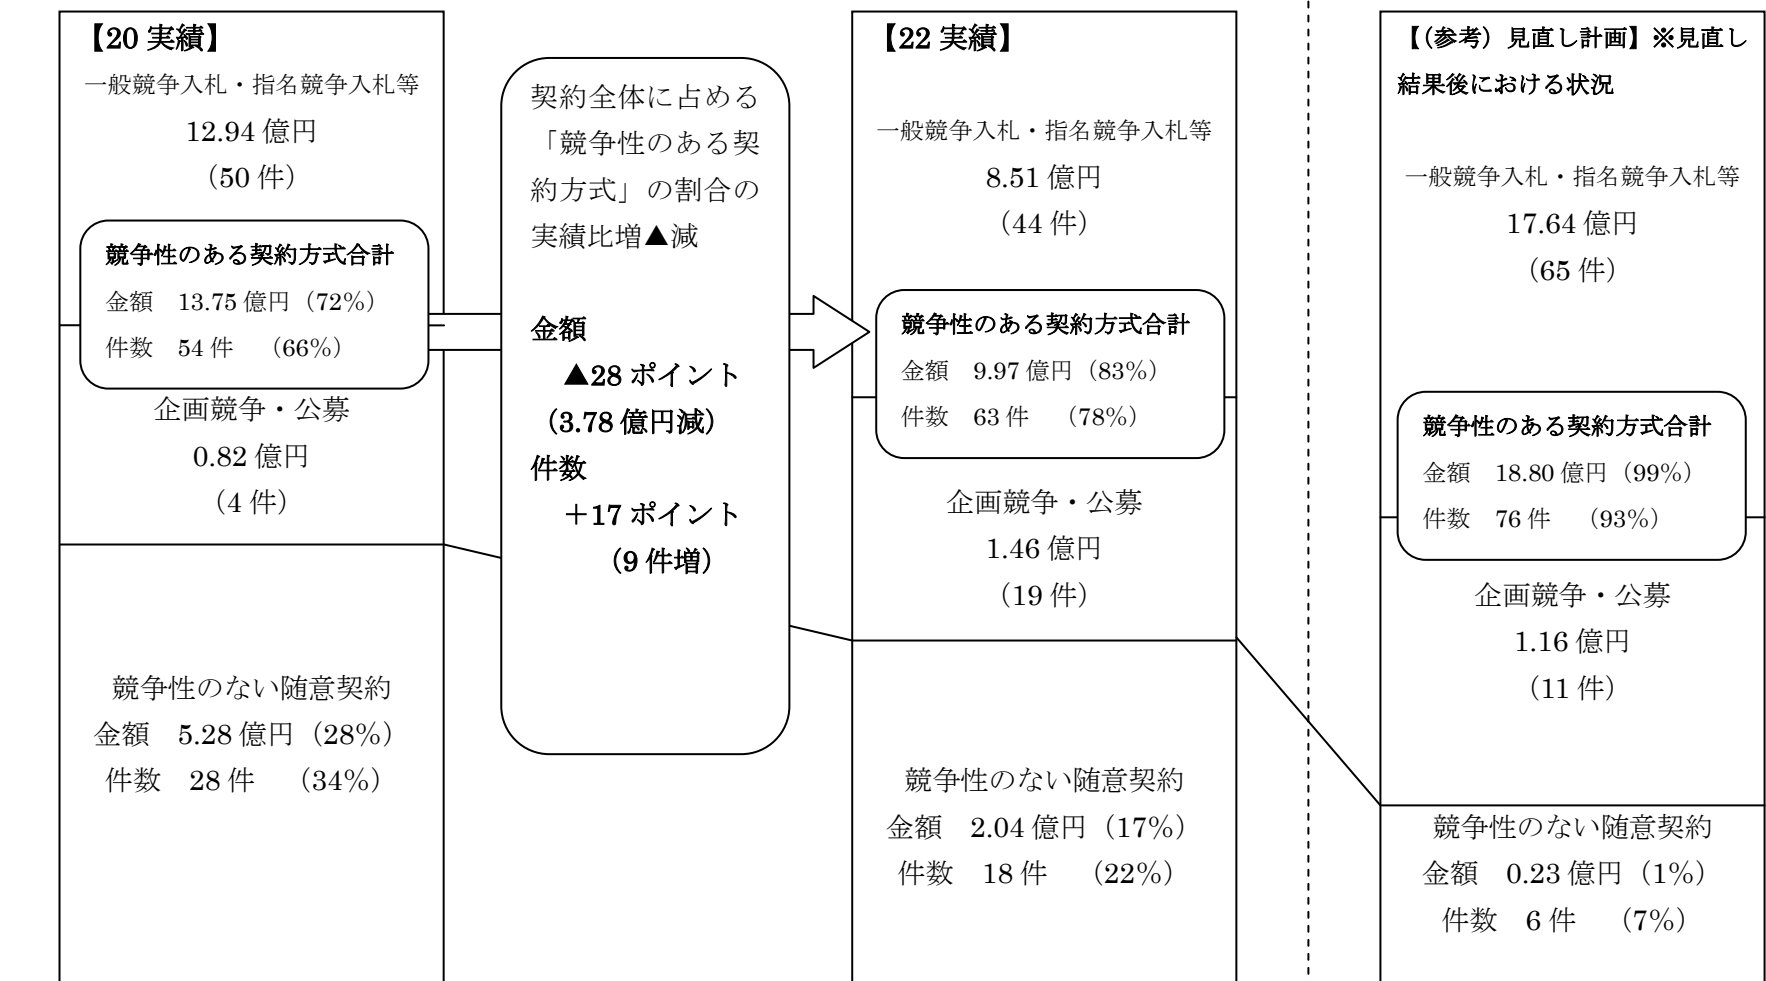 【20 実績】
一般競争入札・指名競争入札等
12.94 億円
（50 件）
競争性のある契約方式合計
金額　13.75 億円（72%）
件数　54 件　（66%）
企画競争・公募
0.82 億円
（4 件）
競争性のない随意契約
金額　5.28 億円（28%）
件数　28 件　（34%）
契約全体に占める
「競争性のある契
約方式」の割合の
実績比増▲減
金額
▲28 ポイント
（3.78 億円減）
件数
＋17 ポイント
（9 件増）
【22 実績】
一般競争入札・指名競争入札等
8.51 億円
（44 件）
競争性のある契約方式合計
金額　9.97 億円（83%）
件数　63 件　（78%）
企画競争・公募
1.46 億円
（19 件）
競争性のない随意契約
金額　2.04 億円（17%）
件数　18 件　（22%）
【（参考）見直し計画】※見直し
結果後における状況
一般競争入札・指名競争入札等
17.64 億円
（65 件）
競争性のある契約方式合計
金額　18.80 億円（99%）
件数　76 件　（93%）
企画競争・公募
1.16 億円
（11 件）
競争性のない随意契約
金額　0.23 億円（1%）
件数　6 件　（7%）